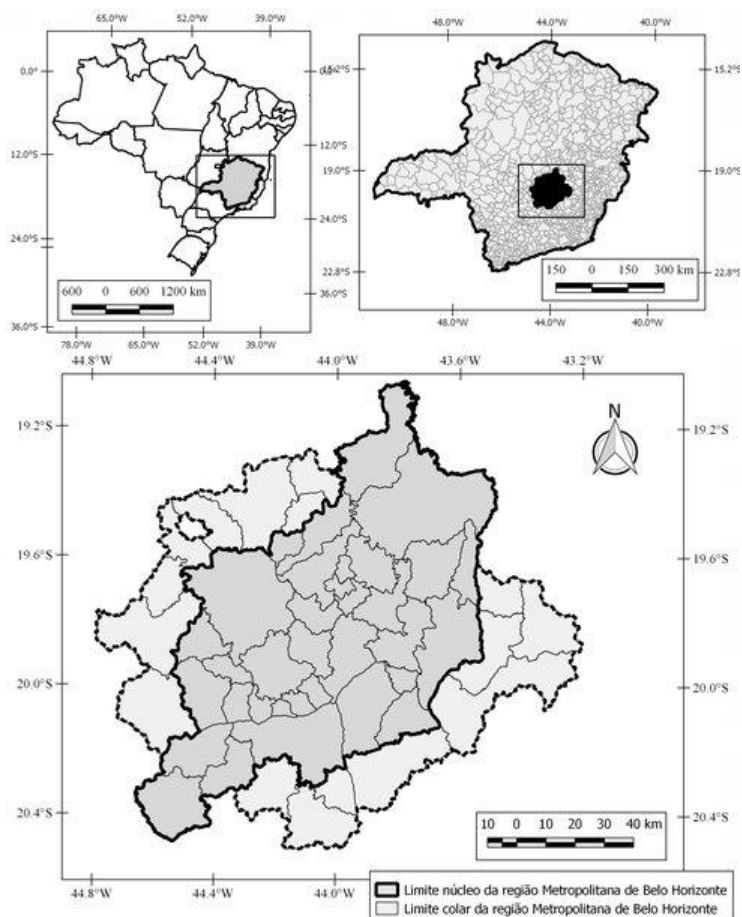 65.0°W 52.0°W 39.0°W
0.0°
12.0°S
24.0°S
36.0°S
12.0°S
24.0°S
36.0°S
600 0 600 1200 km
78.0°W 65.0°W 52.0°W 39.0°W
48.0°W 44.0°W 40.0°W
15.2°S
19.0°S
22.8°S
15.2°S
19.0°S
22.8°S
150 0 150 300 km
48.0°W 44.0°W 40.0°W
44.8°W 44.4°W 44.0°W 43.6°W 43.2°W
N
19.2°S 19.2°S
19.6°S 19.6°S
20.0°S 20.0°S
20.4°S 20.4°S
10 0 10 20 30 40 km
44.8°W 44.4°W 44.0°W
Limite núcleo da região Metropolitana de Belo Horizonte
Limite colar da região Metropolitana de Belo Horizonte